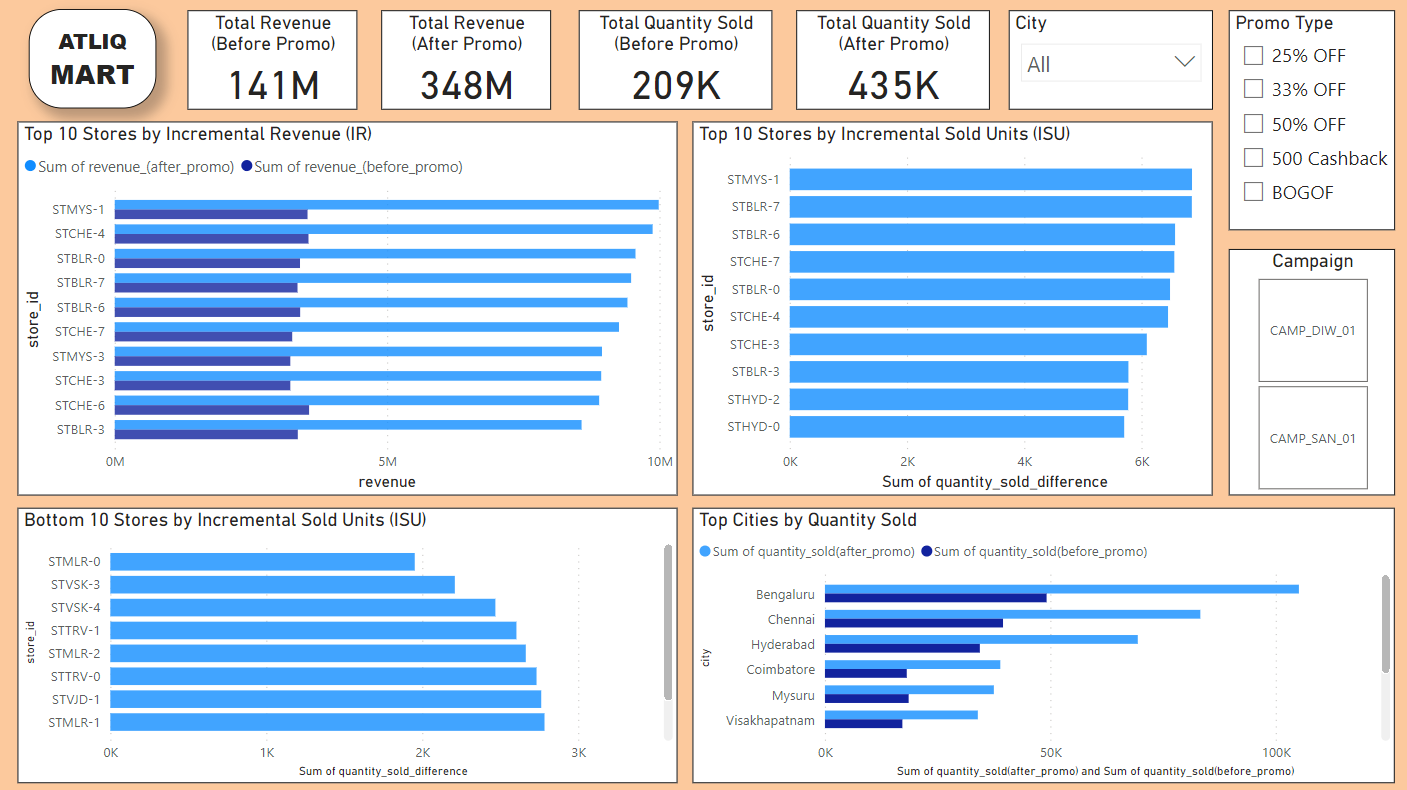 ATLIQ
MART
Total Revenue
(Before Promo)
141M
Total Revenue
(After Promo)
348M
Total Quantity Sold
(Before Promo)
209K
Total Quantity Sold
(After Promo)
435K
City
All
Promo Type
25% OFF
33% OFF
50% OFF
500 Cashback
BOGOF
Top 10 Stores by Incremental Revenue (IR)
Sum of revenue_(after_promo) Sum of revenue_(before_promo)
store_id
STMYS-1
STCHE-4
STBLR-0
STBLR-7
STBLR-6
STCHE-7
STMYS-3
STCHE-3
STCHE-6
STBLR-3
0M 5M 10M
revenue
Top 10 Stores by Incremental Sold Units (ISU)
store_id
STMYS-1
STBLR-7
STBLR-6
STCHE-7
STBLR-0
STCHE-4
STCHE-3
STBLR-3
STHYD-2
STHYD-0
0K 2K 4K 6K
Sum of quantity_sold_difference
Campaign
CAMP_DIW_01
CAMP_SAN_01
Bottom 10 Stores by Incremental Sold Units (ISU)
store_id
STMLR-0
STVSK-3
STVSK-4
STTRV-1
STMLR-2
STTRV-0
STVJD-1
STMLR-1
0K 1K 2K 3K
Sum of quantity_sold_difference
Top Cities by Quantity Sold
Sum of quantity_sold(after_promo) Sum of quantity_sold(before_promo)
city
Bengaluru
Chennai
Hyderabad
Coimbatore
Mysuru
Visakhapatnam
0K 50K 100K
Sum of quantity_sold(after_promo) and Sum of quantity_sold(before_promo)